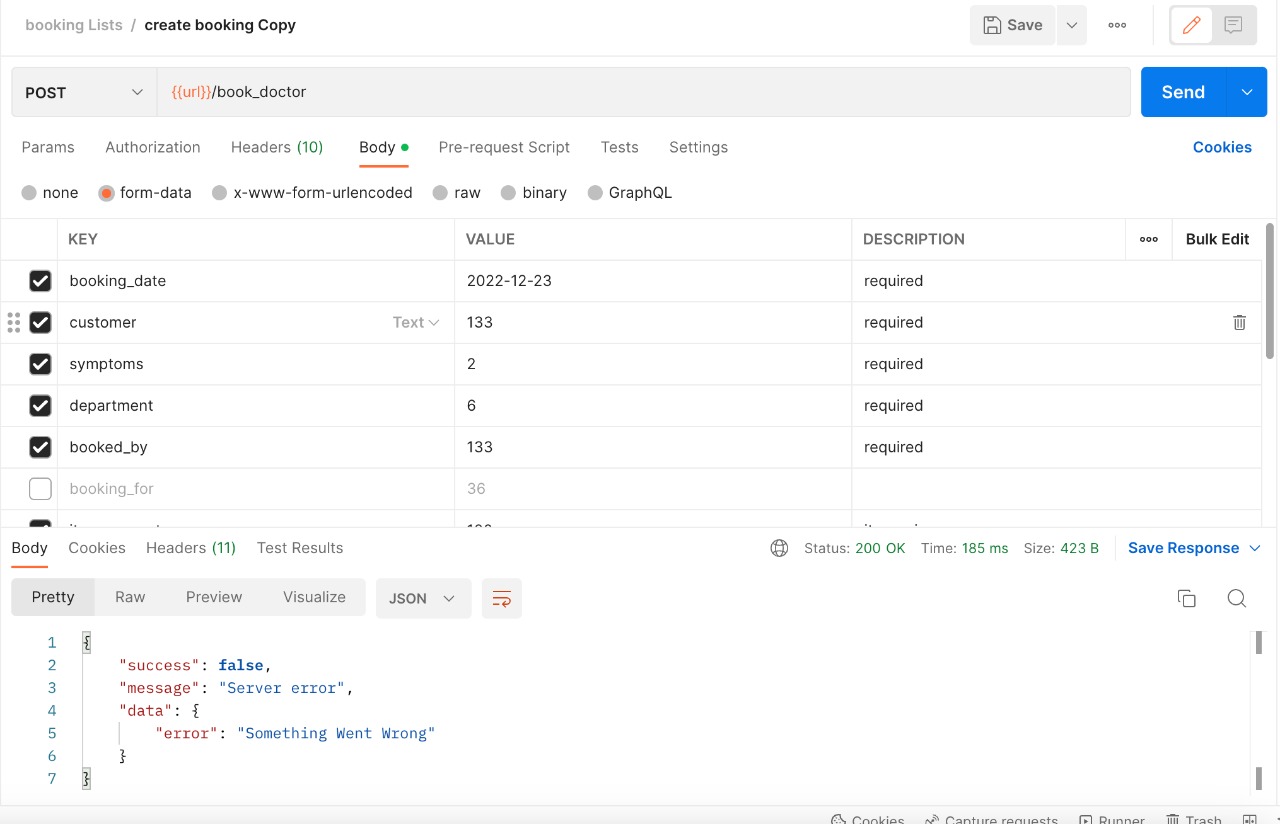 booking Lists / create booking Copy Save ooo
POST {{url}}/book_doctor Send
Params Authorization Headers (10) Body Pre-request Script Tests Settings Cookies
none form-data x-www-form-urlencoded raw binary GraphQL
KEY VALUE DESCRIPTION ooo Bulk Edit
booking_date 2022-12-23 required
customer Text 133 required
symptoms 2 required
department 6 required
booked_by 133 required
booking_for 36
Body Cookies Headers (11) Test Results Status: 200 OK Time: 185 ms Size: 423 B Save Response
Pretty Raw Preview Visualize JSON
1 {
2 "success": false,
3 "message": "Server error",
4 "data": {
5 "error": "Something Went Wrong"
6 }
7 }
Cookies Capture requests Runner Trash